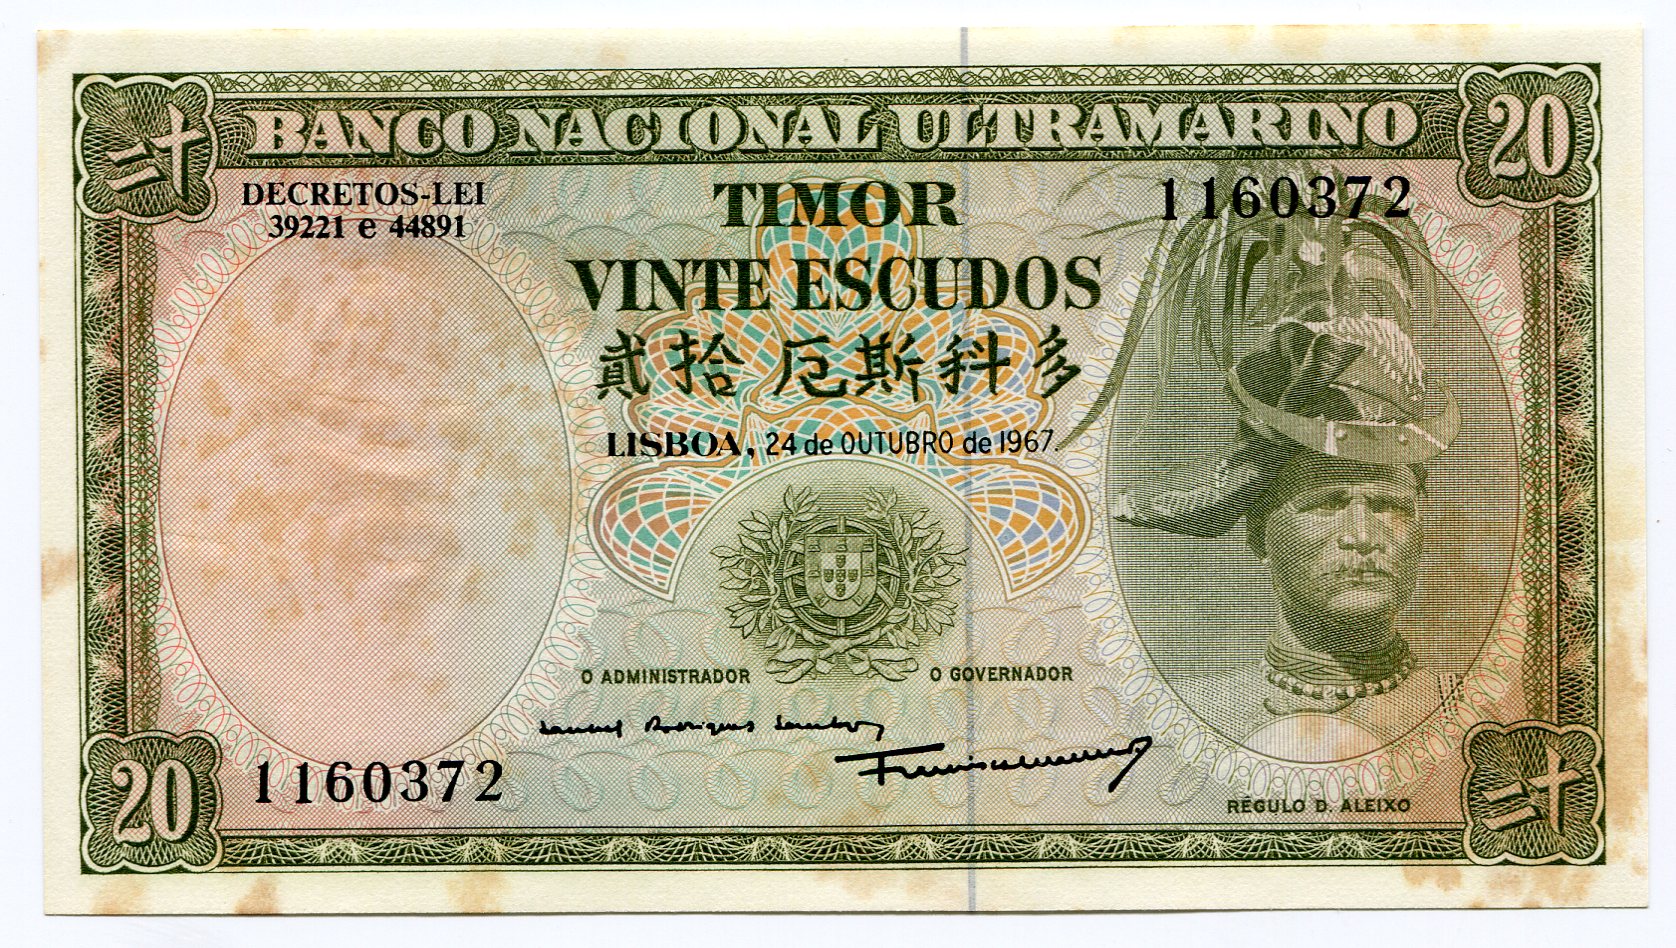 二十
BANCO NACIONAL ULTRAMARINO
20
DECRETOS-LEI
39221 e 44891
TIMOR
1160372
VINTE ESCUDOS
貳拾厄斯科多
LISBOA, 24 de OUTUBRO de 1967.
O ADMINISTRADOR
O GOVERNADOR
20
1160372
RÉGULO D. ALEIXO
二十